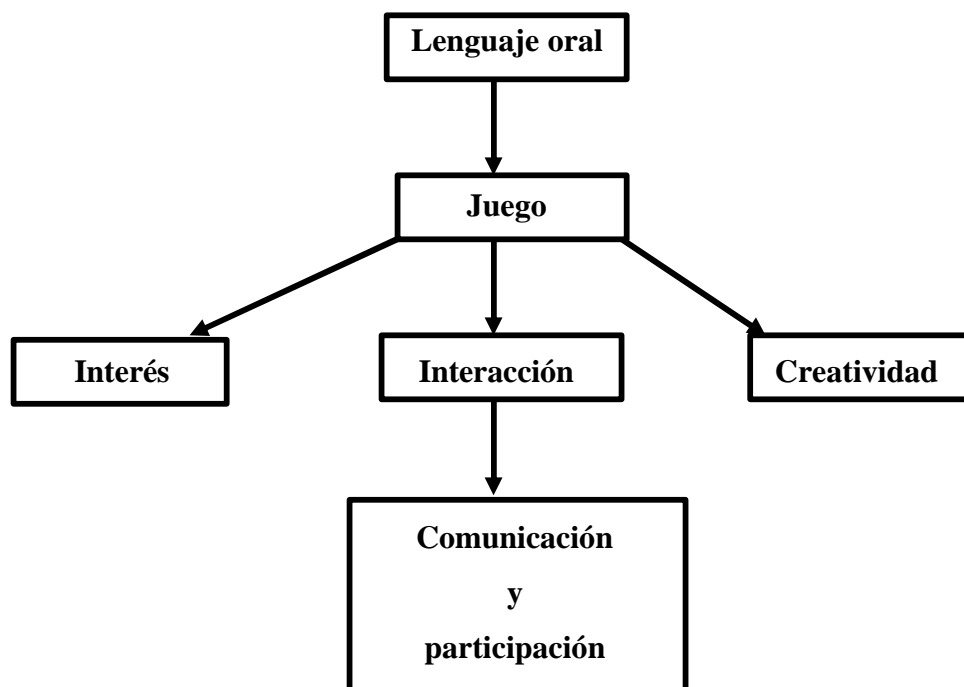 Lenguaje oral
Juego
Interés
Interacción
Creatividad
Comunicación
y
participación